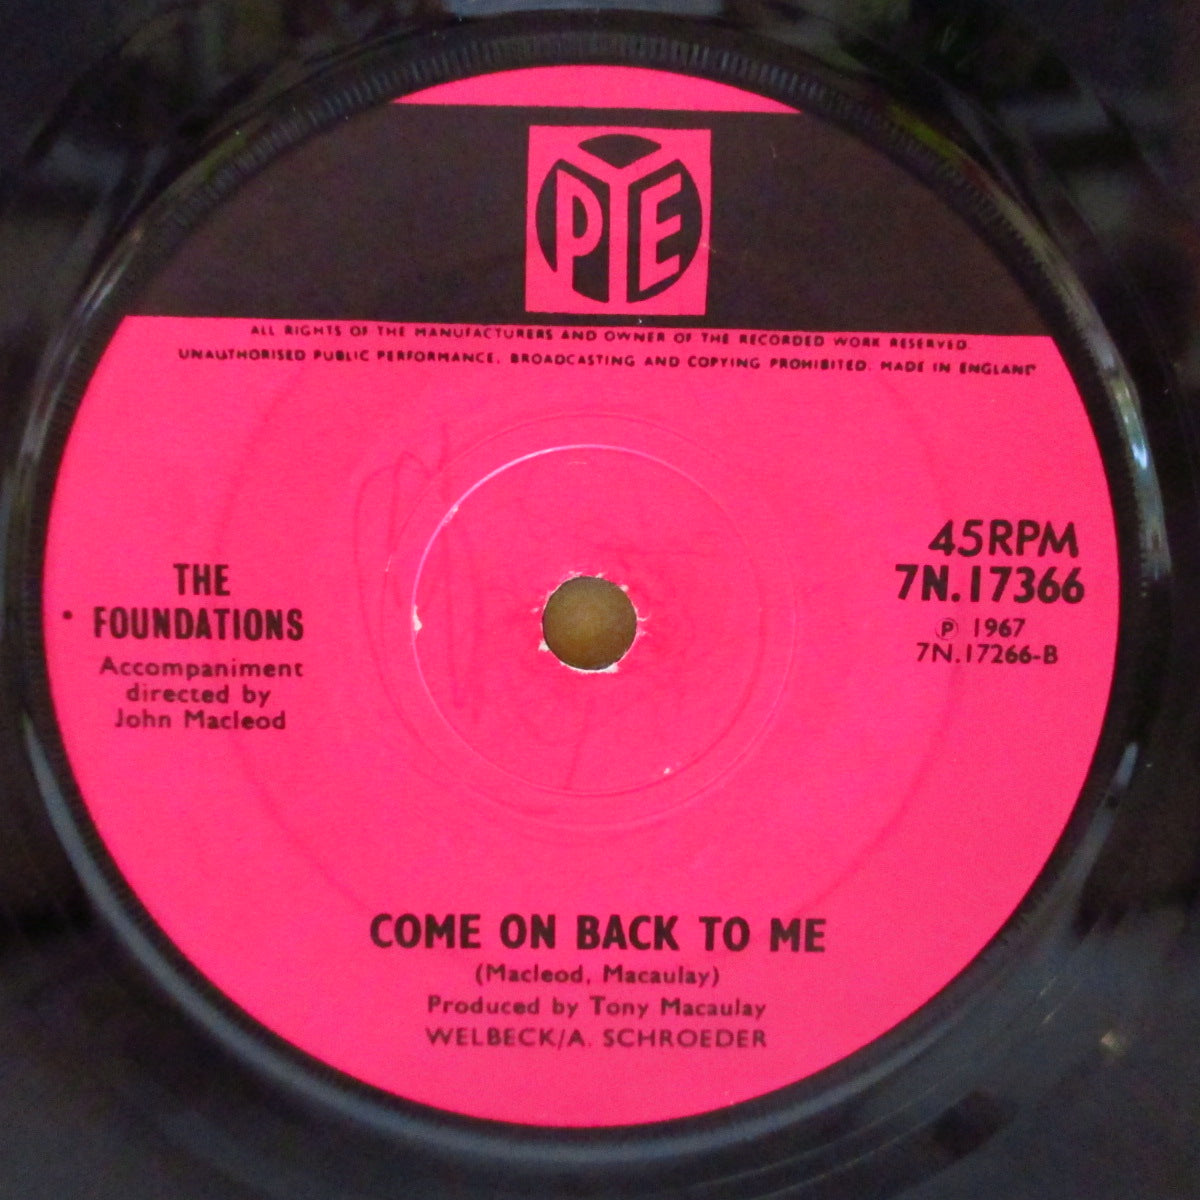 PYE
ALL RIGHTS OF THE MANUFACTURERS AND OWNER OF THE RECORDED WORK RESERVED.
UNAUTHORISED PUBLIC PERFORMANCE, BROADCASTING AND COPYING PROHIBITED. MADE IN ENGLAND
45RPM
7N.17366
℗ 1967
7N.17266-B
THE
• FOUNDATIONS
Accompaniment
directed by
John Macleod
COME ON BACK TO ME
(Macleod, Macaulay)
Produced by Tony Macaulay
WELBECK/A. SCHROEDER